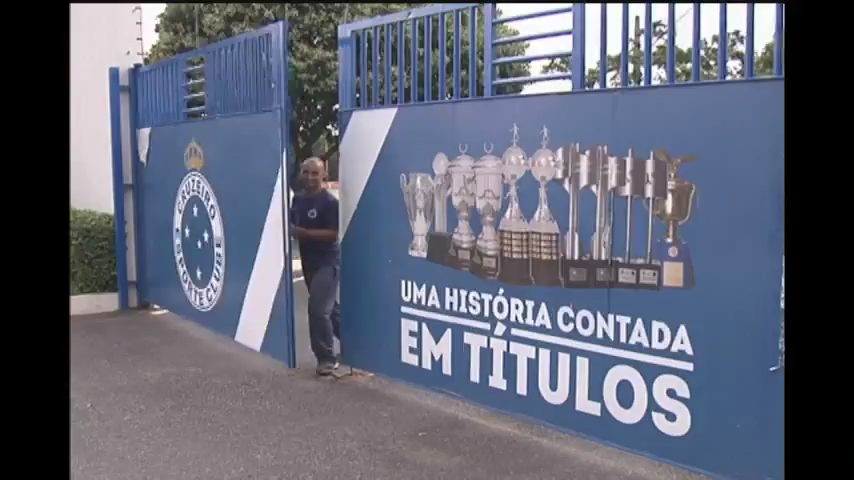 CRUZEIRO
ESPORTE CLUBE
UMA HISTÓRIA CONTADA
EM TÍTULOS